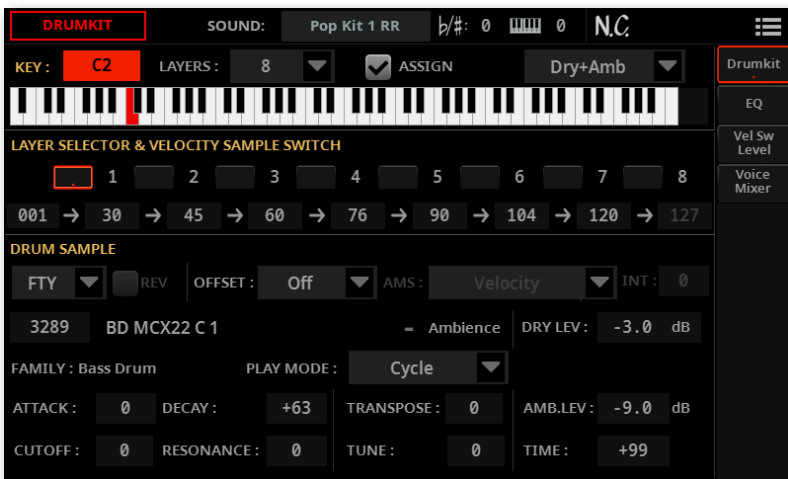 DRUMKIT SOUND: Pop Kit 1 RR ♭/#: 0 0 N.C.
KEY : C2 LAYERS : 8 ASSIGN Dry+Amb
Drumkit
EQ
Vel Sw
Level
Voice
Mixer
LAYER SELECTOR & VELOCITY SAMPLE SWITCH
1 2 3 4 5 6 7 8
001 → 30 → 45 → 60 → 76 → 90 → 104 → 120 → 127
DRUM SAMPLE
FTY REV OFFSET : Off AMS : Velocity INT : 0
3289 BD MCX22 C 1 – Ambience DRY LEV : -3.0 dB
FAMILY : Bass Drum PLAY MODE : Cycle
ATTACK : 0 DECAY : +63 TRANSPOSE : 0 AMB.LEV : -9.0 dB
CUTOFF : 0 RESONANCE : 0 TUNE : 0 TIME : +99